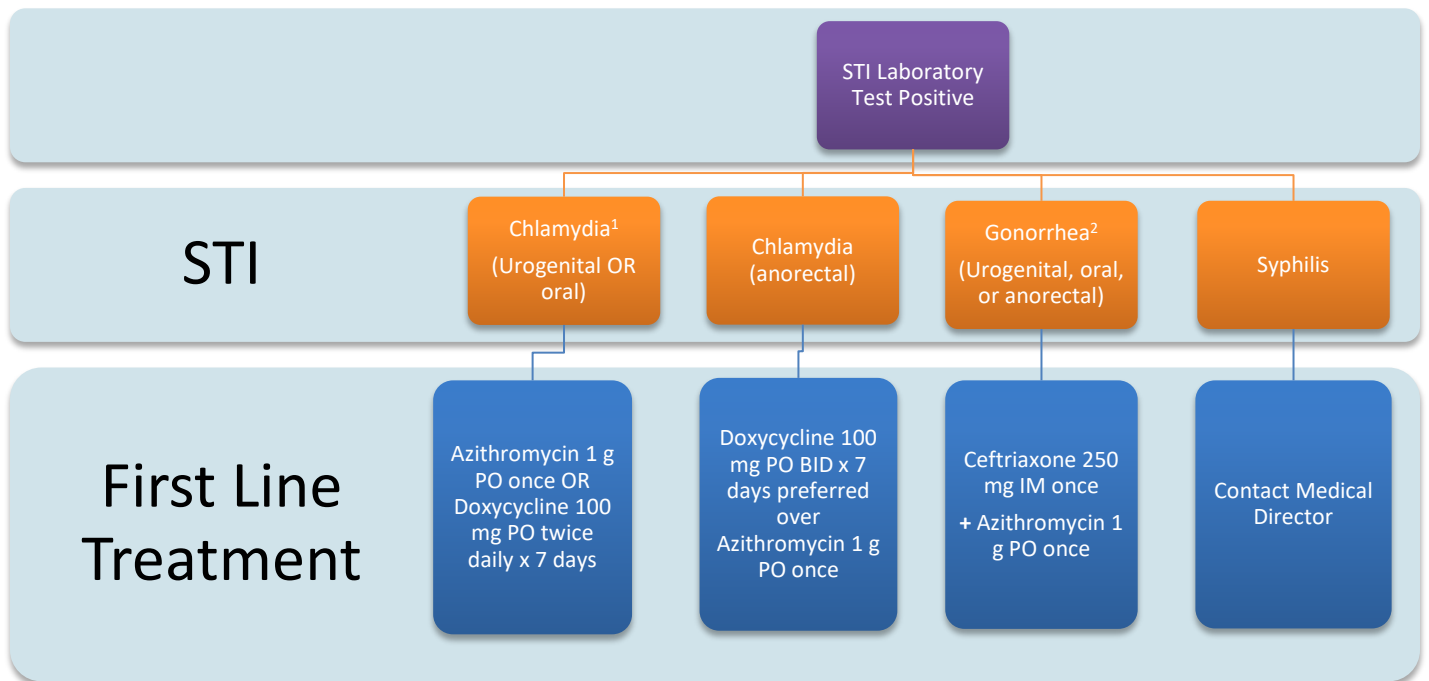 STI Laboratory
Test Positive
STI
Chlamydia¹
(Urogenital OR
oral)
Chlamydia
(anorectal)
Gonorrhea²
(Urogenital, oral,
or anorectal)
Syphilis
First Line
Treatment
Azithromycin 1 g
PO once OR
Doxycycline 100
mg PO twice
daily x 7 days
Doxycycline 100
mg PO BID x 7
days preferred
over
Azithromycin 1 g
PO once
Ceftriaxone 250
mg IM once
+ Azithromycin 1
g PO once
Contact Medical
Director